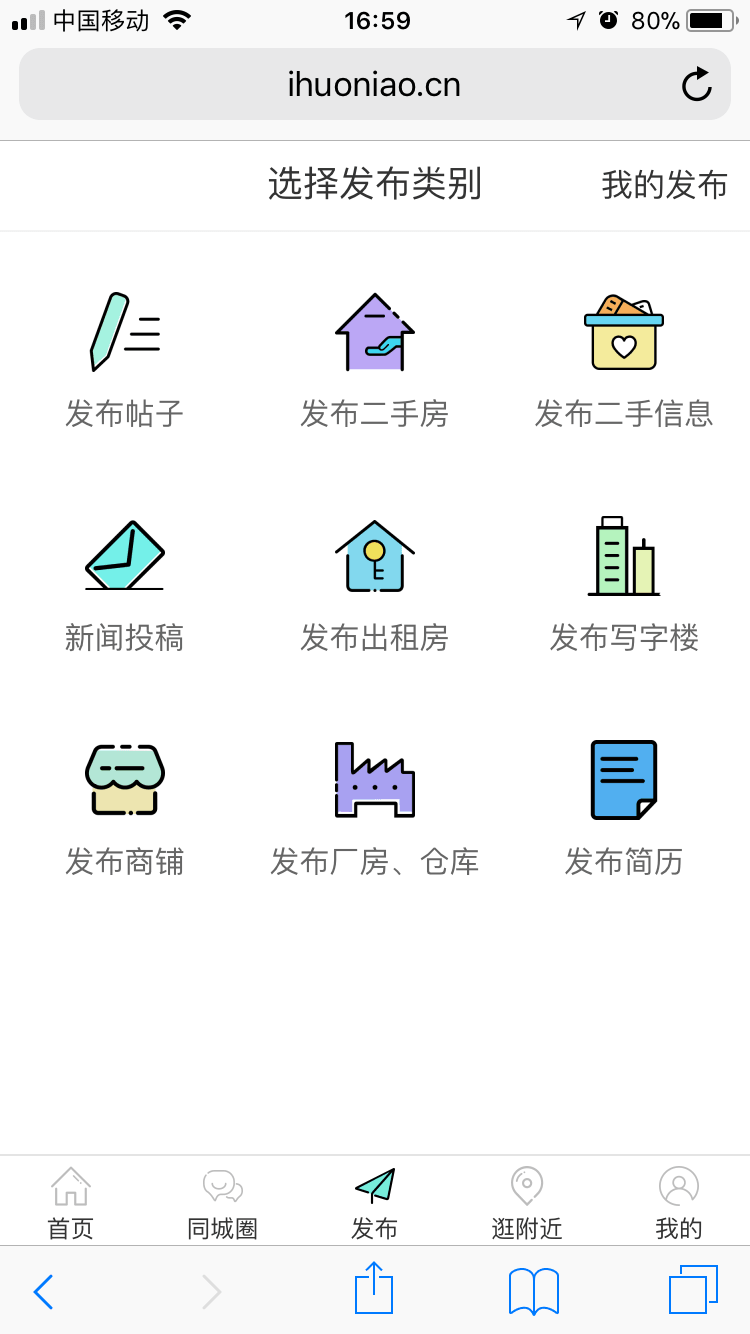 中国移动 16:59 80%
ihuoniao.cn
选择发布类别 我的发布
发布帖子 发布二手房 发布二手信息
新闻投稿 发布出租房 发布写字楼
发布商铺 发布厂房、仓库 发布简历
首页 同城圈 发布 逛附近 我的